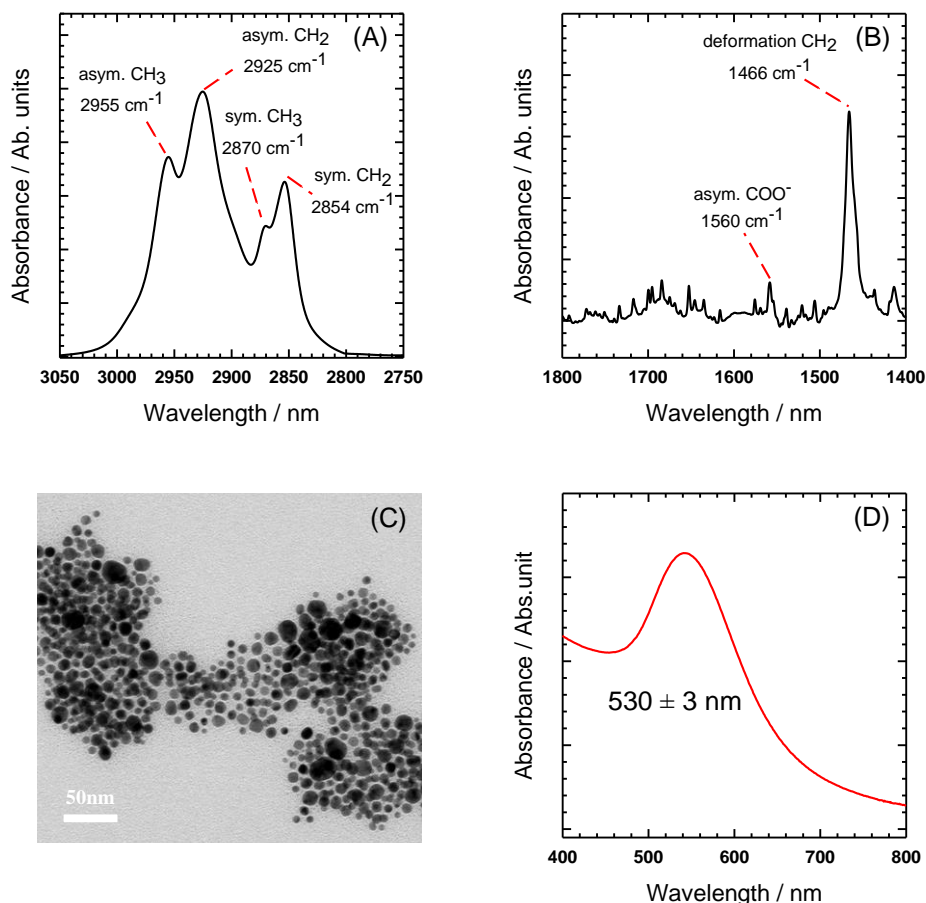 (A)
asym. CH2
2925 cm-1
asym. CH3
2955 cm-1
sym. CH3
2870 cm-1
sym. CH2
2854 cm-1
Absorbance / Ab. units
3050 3000 2950 2900 2850 2800 2750
Wavelength / nm
(B)
deformation CH2
1466 cm-1
asym. COO-
1560 cm-1
Absorbance / Ab. units
1800 1700 1600 1500 1400
Wavelength / nm
(C)
50nm
(D)
530 ± 3 nm
Absorbance / Abs.unit
400 500 600 700 800
Wavelength / nm